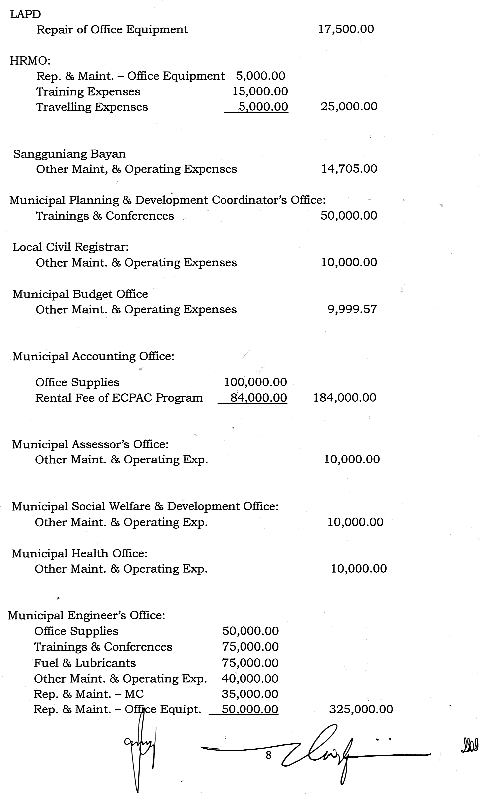 LAPD
Repair of Office Equipment 17,500.00
HRMO:
Rep. & Maint. – Office Equipment 5,000.00
Training Expenses 15,000.00
Travelling Expenses 5,000.00 25,000.00
Sangguniang Bayan
Other Maint, & Operating Expenses 14,705.00
Municipal Planning & Development Coordinator's Office:
Trainings & Conferences 50,000.00
Local Civil Registrar:
Other Maint. & Operating Expenses 10,000.00
Municipal Budget Office
Other Maint. & Operating Expenses 9,999.57
Municipal Accounting Office:
Office Supplies 100,000.00
Rental Fee of ECPAC Program 84,000.00 184,000.00
Municipal Assessor's Office:
Other Maint. & Operating Exp. 10,000.00
Municipal Social Welfare & Development Office:
Other Maint. & Operating Exp. 10,000.00
Municipal Health Office:
Other Maint. & Operating Exp. 10,000.00
Municipal Engineer's Office:
Office Supplies 50,000.00
Trainings & Conferences 75,000.00
Fuel & Lubricants 75,000.00
Other Maint. & Operating Exp. 40,000.00
Rep. & Maint. – MC 35,000.00
Rep. & Maint. – Office Equipt. 50,000.00 325,000.00
8